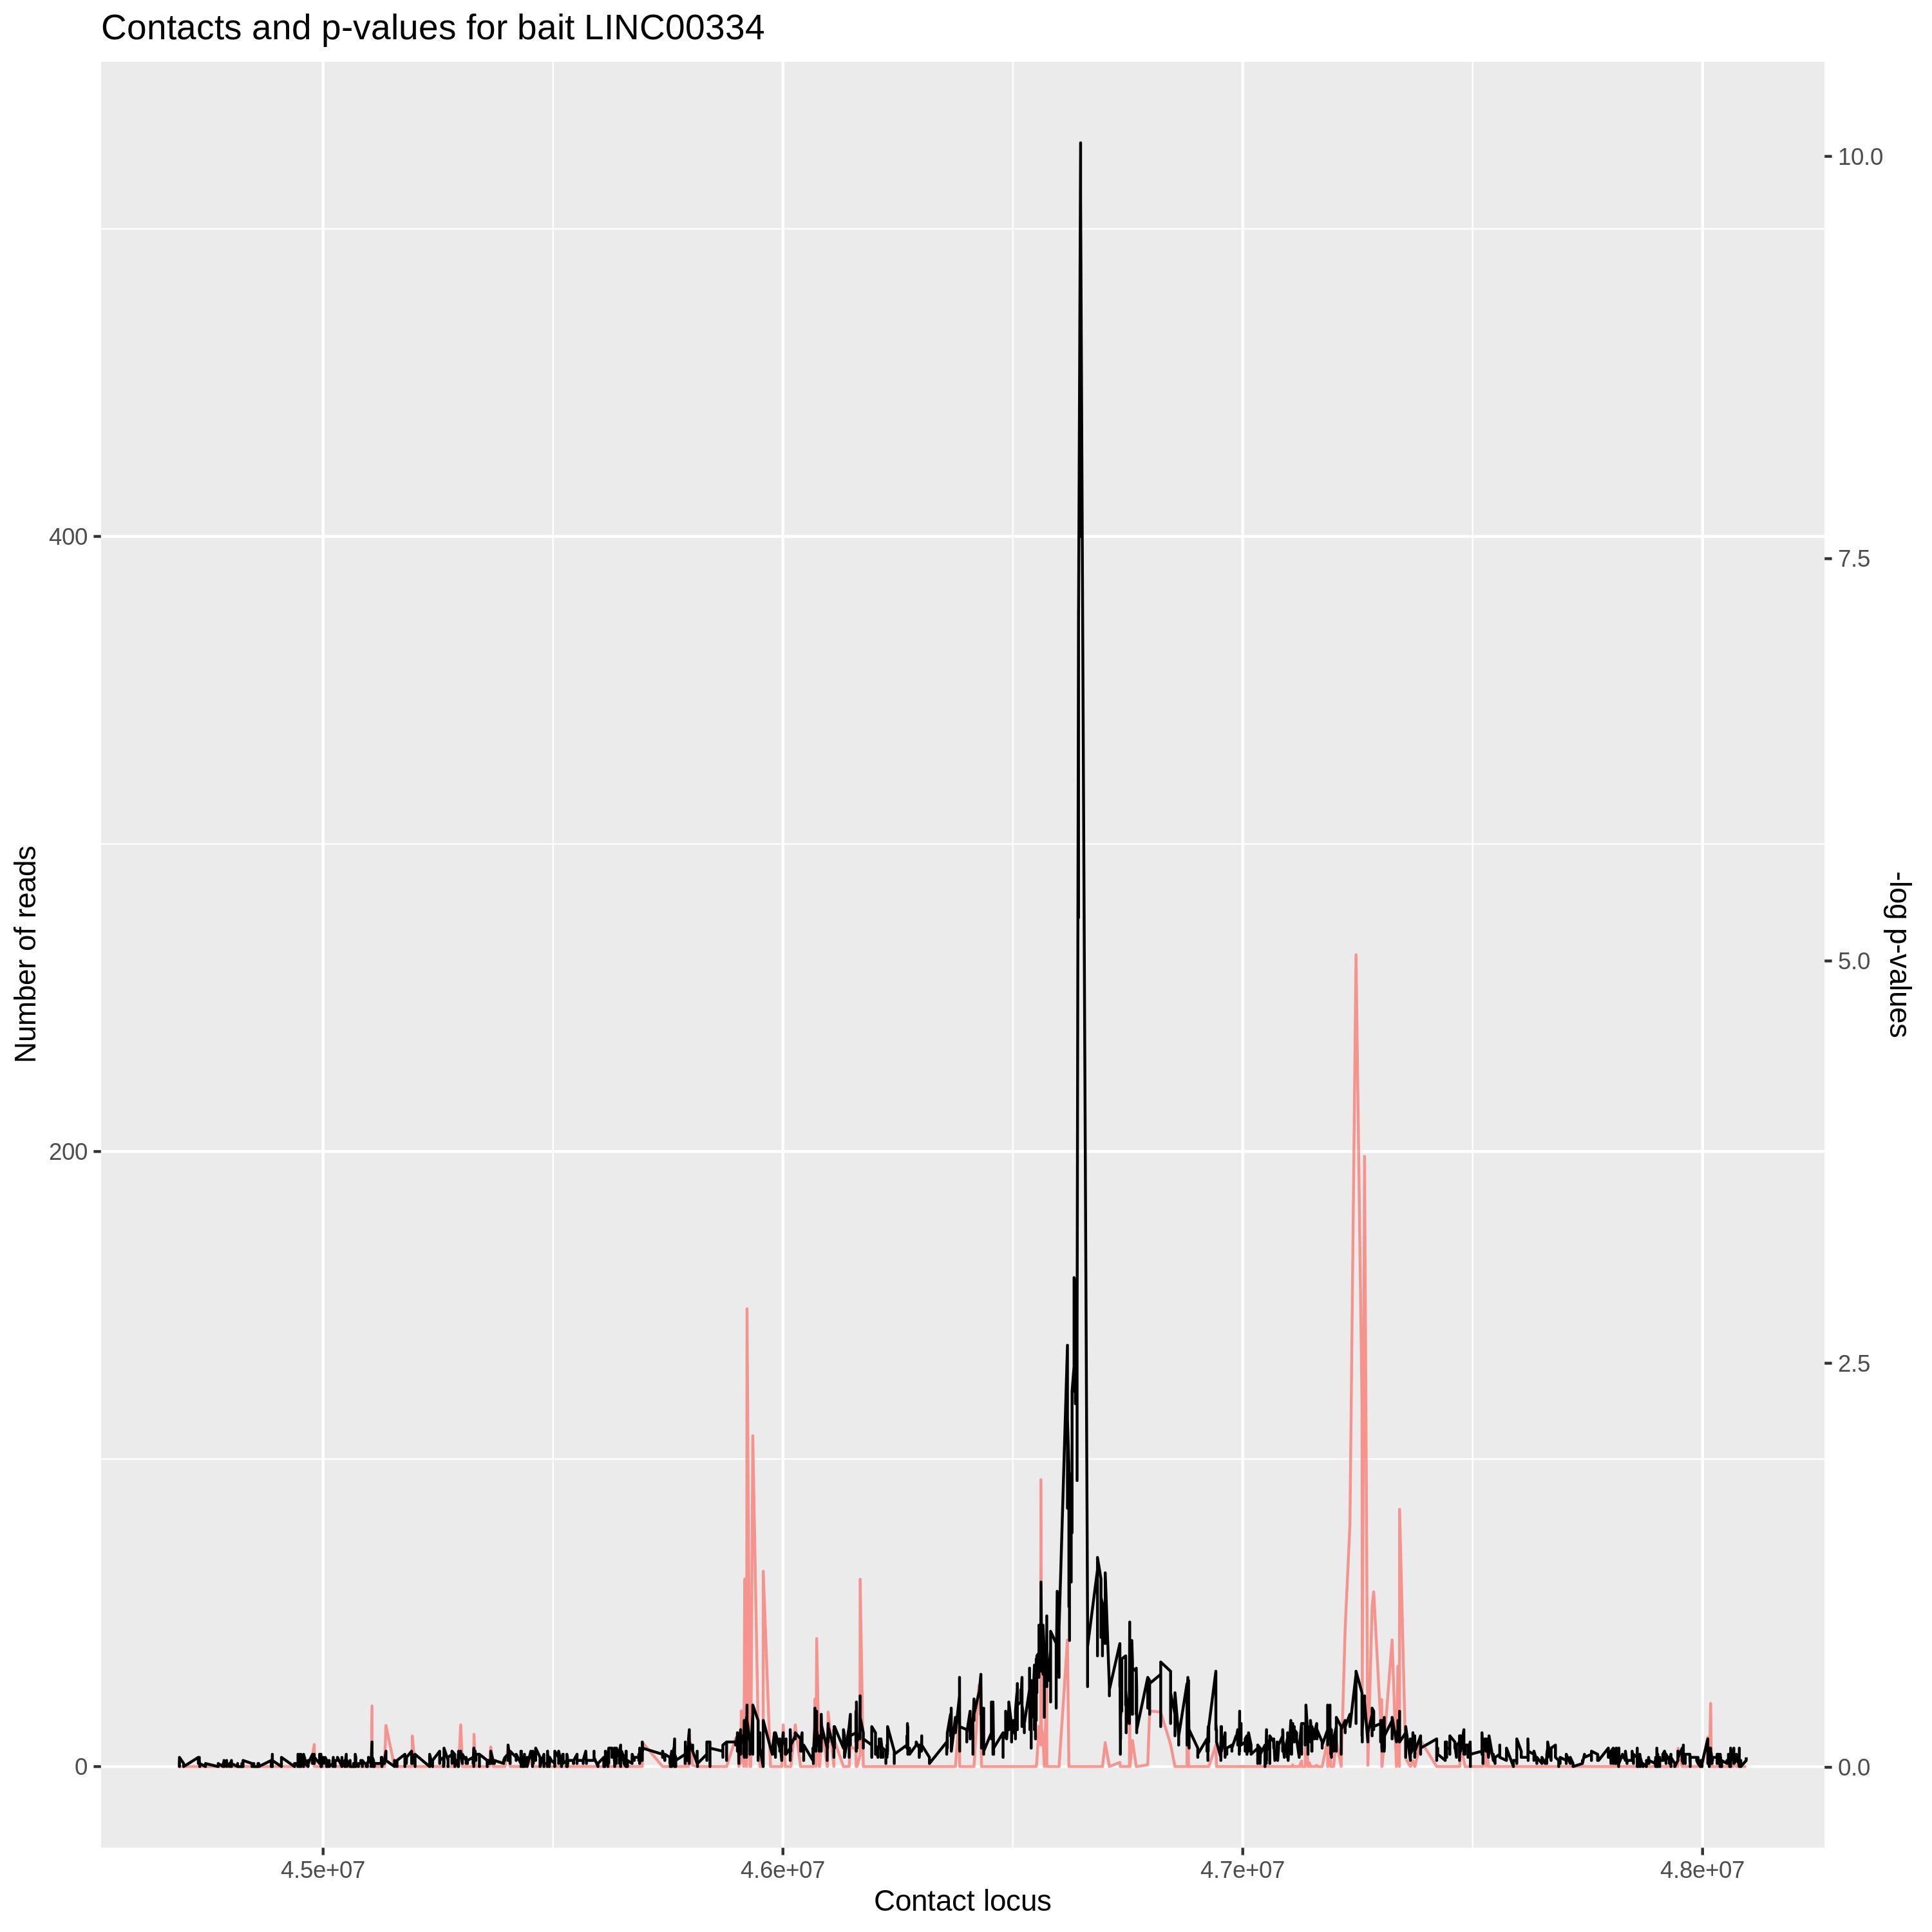 Contacts and p-values for bait LINC00334
Number of reads
400
200
0
10.0
7.5
5.0
2.5
0.0
-log p-values
4.5e+07 4.6e+07 4.7e+07 4.8e+07
Contact locus